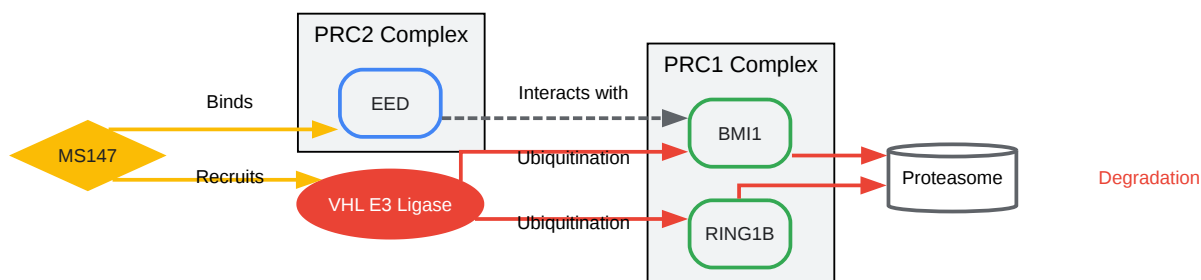 PRC2 Complex
PRC1 Complex
Binds
EED
Interacts with
BMI1
MS147
Recruits
Ubiquitination
Proteasome
Degradation
VHL E3 Ligase
Ubiquitination
RING1B